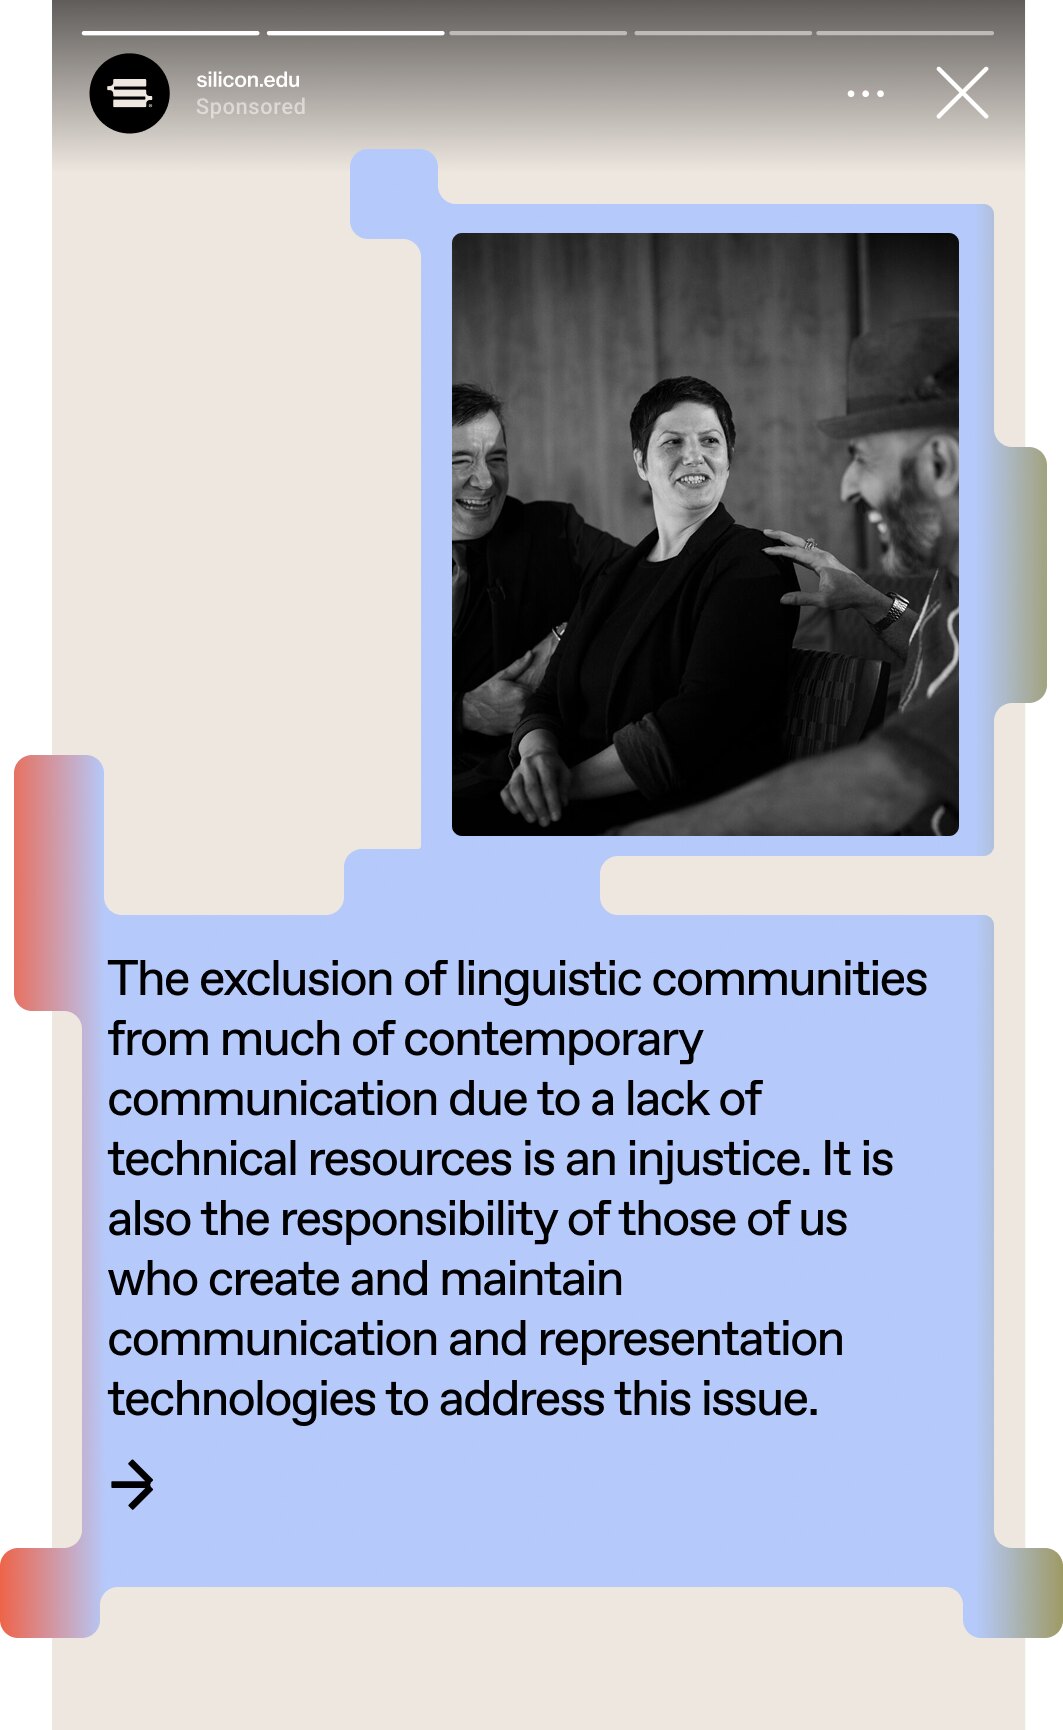 silicon.edu
Sponsored
The exclusion of linguistic communities
from much of contemporary
communication due to a lack of
technical resources is an injustice. It is
also the responsibility of those of us
who create and maintain
communication and representation
technologies to address this issue.